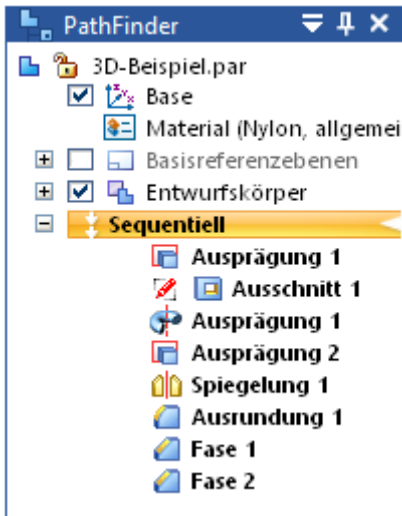 PathFinder
3D-Beispiel.par
Base
Material (Nylon, allgemei
Basisreferenzebenen
Entwurfskörper
Sequentiell
Ausprägung 1
Ausschnitt 1
Ausprägung 1
Ausprägung 2
Spiegelung 1
Ausrundung 1
Fase 1
Fase 2